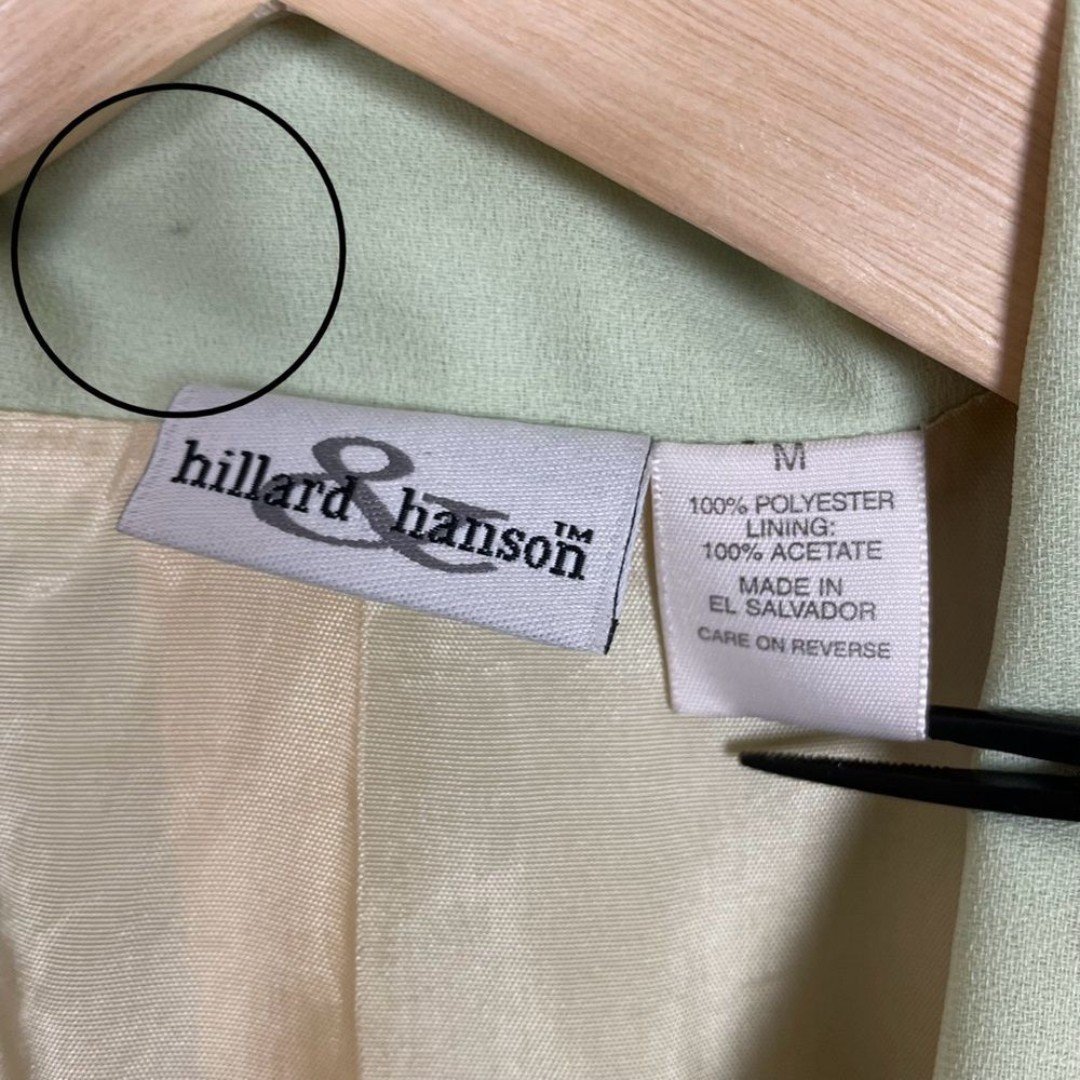 hillard & hanson™
M
100% POLYESTER
LINING:
100% ACETATE
MADE IN
EL SALVADOR
CARE ON REVERSE